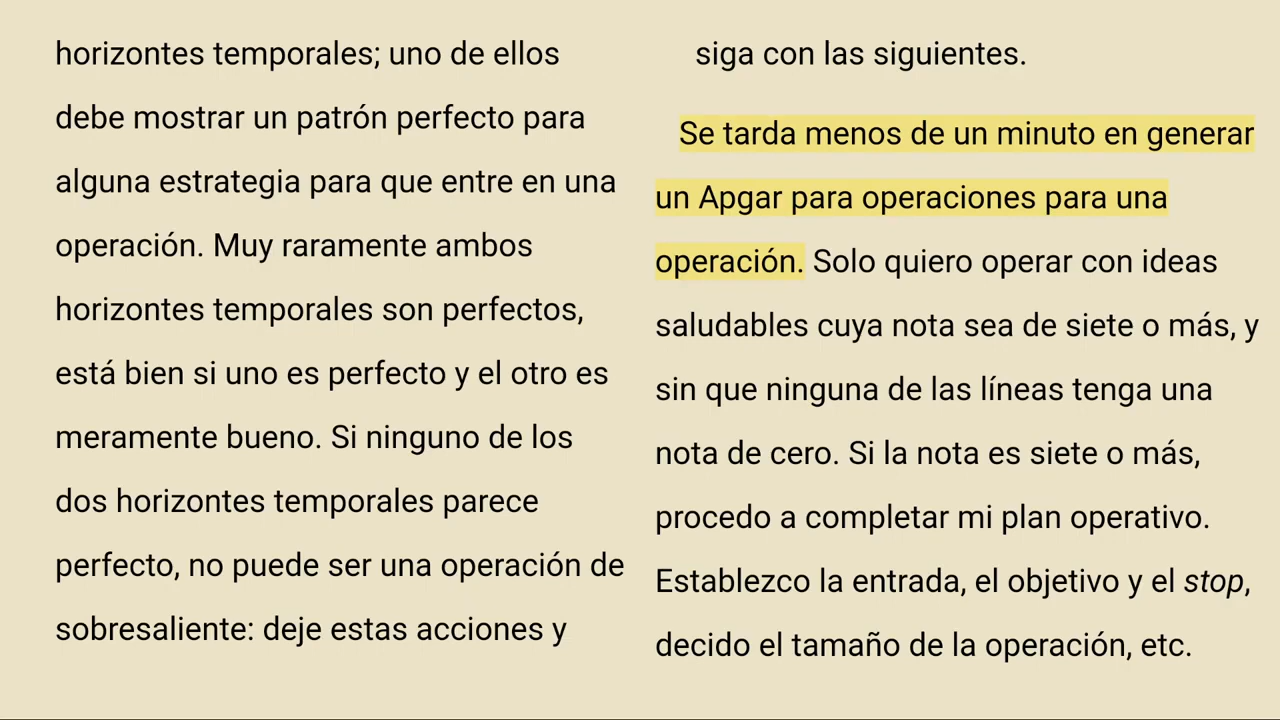 horizontes temporales; uno de ellos
debe mostrar un patrón perfecto para
alguna estrategia para que entre en una
operación. Muy raramente ambos
horizontes temporales son perfectos,
está bien si uno es perfecto y el otro es
meramente bueno. Si ninguno de los
dos horizontes temporales parece
perfecto, no puede ser una operación de
sobresaliente: deje estas acciones y
siga con las siguientes.
Se tarda menos de un minuto en generar
un Apgar para operaciones para una
operación. Solo quiero operar con ideas
saludables cuya nota sea de siete o más, y
sin que ninguna de las líneas tenga una
nota de cero. Si la nota es siete o más,
procedo a completar mi plan operativo.
Establezco la entrada, el objetivo y el stop,
decido el tamaño de la operación, etc.